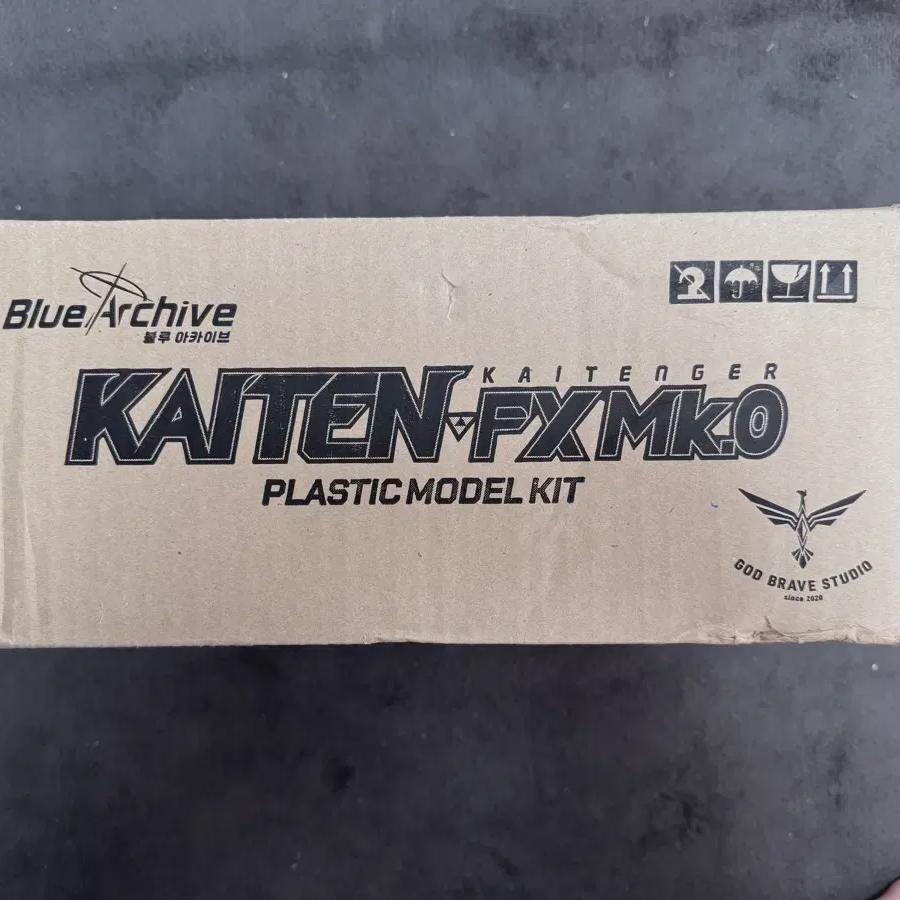 Blue Archive
블루 아카이브
KAITENGER
KAITEN FX Mk.0
PLASTIC MODEL KIT
GOD BRAVE STUDIO
since 2020